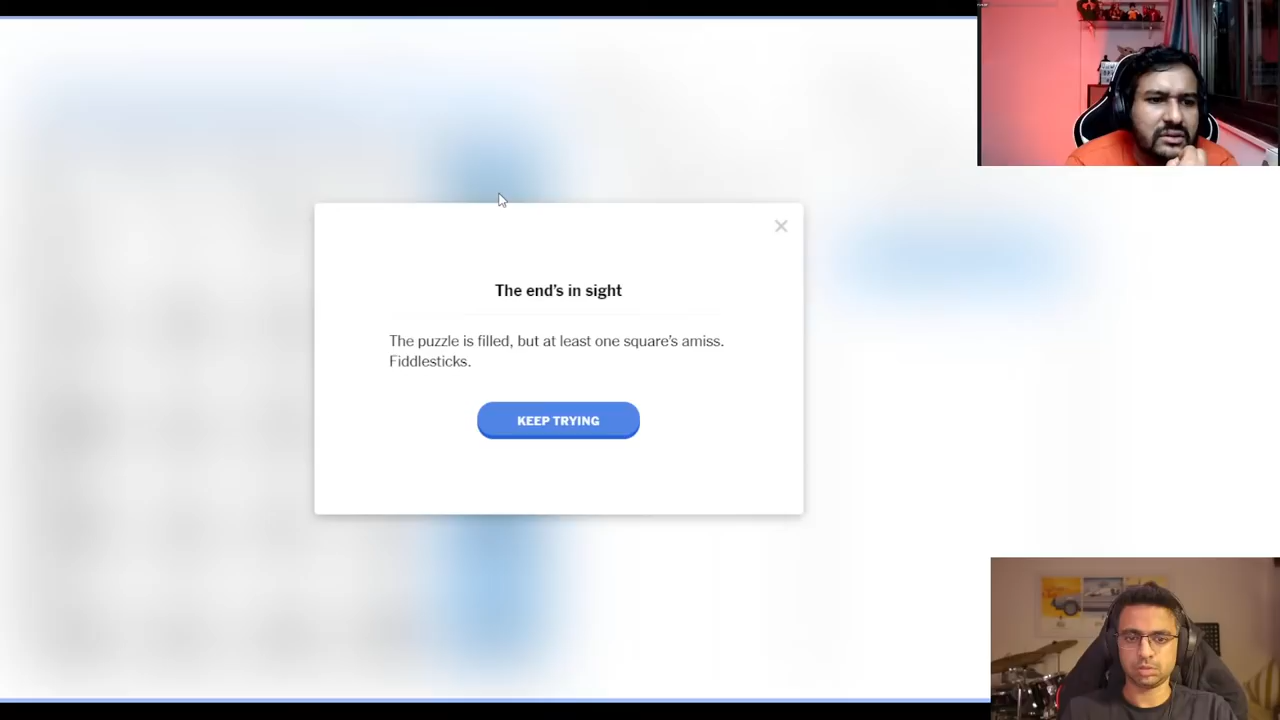 The end's in sight
The puzzle is filled, but at least one square's amiss.
Fiddlesticks.
KEEP TRYING